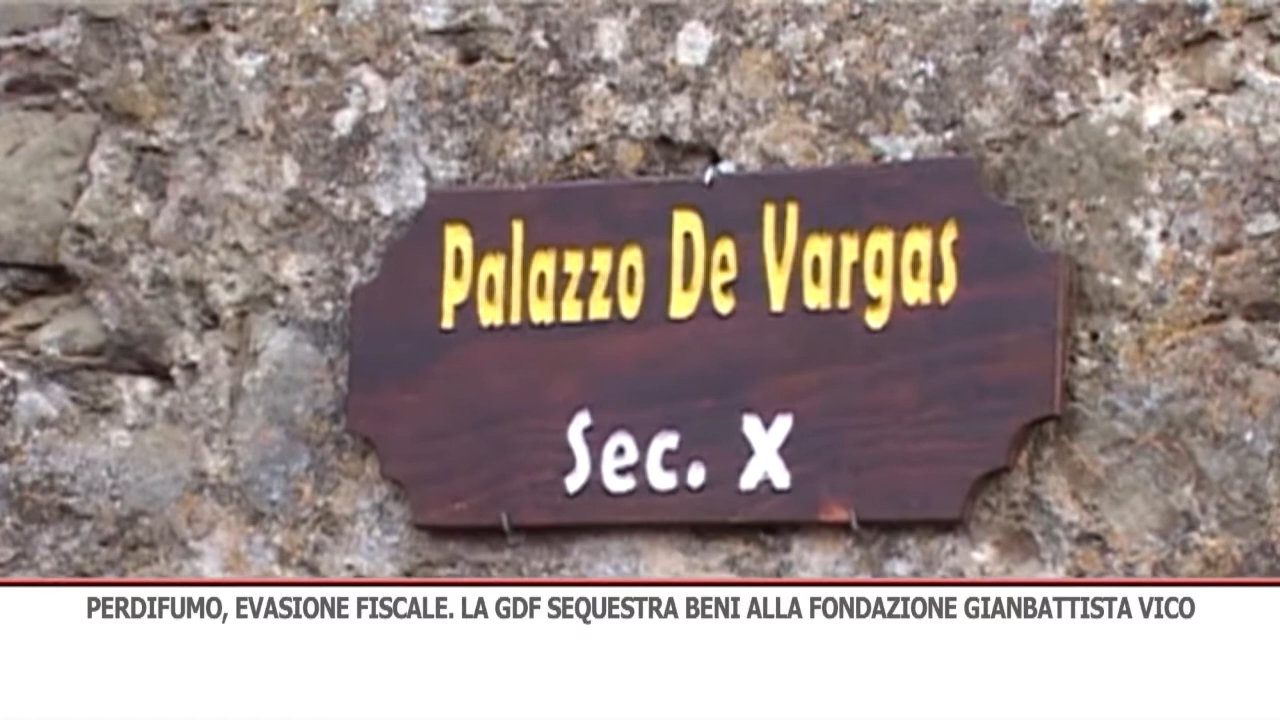 Palazzo De Vargas
Sec. X
PERDIFUMO, EVASIONE FISCALE. LA GDF SEQUESTRA BENI ALLA FONDAZIONE GIANBATTISTA VICO